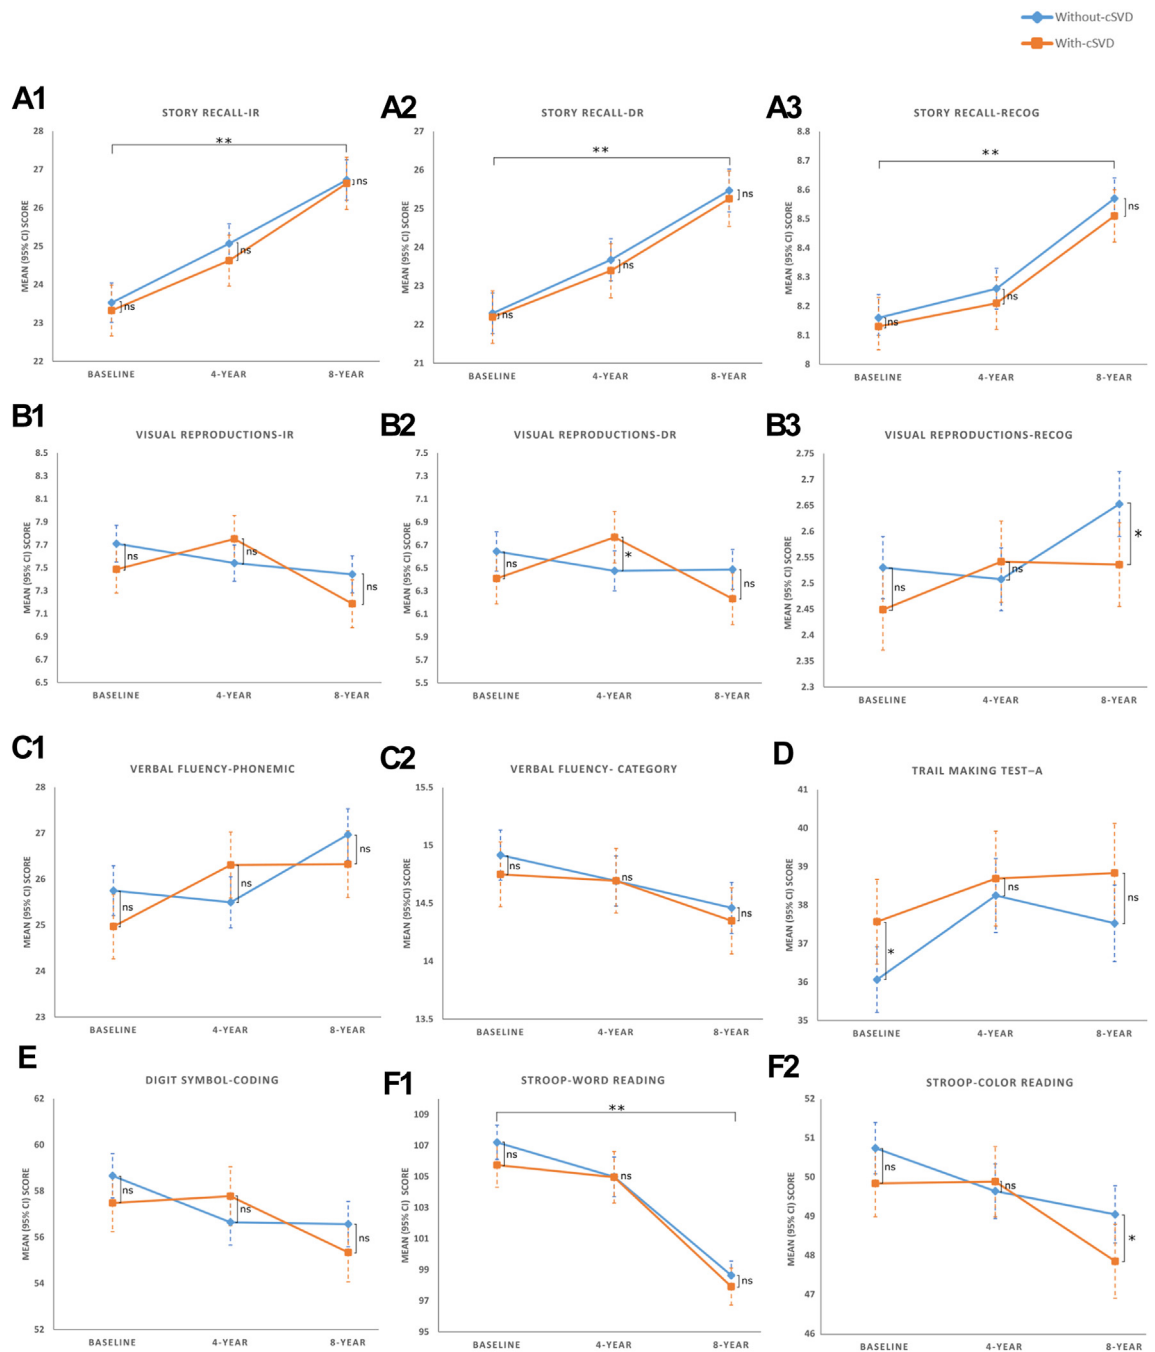 Without-cSVD
With-cSVD
A1
STORY RECALL-IR
MEAN (95% CI) SCORE
28
27
26
25
24
23
22
**
ns
ns
ns
BASELINE
4-YEAR
8-YEAR
A2
STORY RECALL-DR
MEAN (95% CI) SCORE
27
26
25
24
23
22
21
**
ns
ns
ns
BASELINE
4-YEAR
8-YEAR
A3
STORY RECALL-RECOG
MEAN (95% CI) SCORE
8.8
8.7
8.6
8.5
8.4
8.3
8.2
8.1
8
**
ns
ns
ns
BASELINE
4-YEAR
8-YEAR
B1
VISUAL REPRODUCTIONS-IR
MEAN (95% CI) SCORE
8.5
8.3
8.1
7.9
7.7
7.5
7.3
7.1
6.9
6.7
6.5
ns
ns
ns
BASELINE
4-YEAR
8-YEAR
B2
VISUAL REPRODUCTIONS-DR
MEAN (95% CI) SCORE
7.5
7.3
7.1
6.9
6.7
6.5
6.3
6.1
5.9
5.7
5.5
ns
*
ns
BASELINE
4-YEAR
8-YEAR
B3
VISUAL REPRODUCTIONS-RECOG
MEAN (95% CI) SCORE
2.75
2.7
2.65
2.6
2.55
2.5
2.45
2.4
2.35
2.3
ns
ns
*
BASELINE
4-YEAR
8-YEAR
C1
VERBAL FLUENCY-PHONEMIC
MEAN (95% CI) SCORE
28
27
26
25
24
23
ns
ns
ns
BASELINE
4-YEAR
8-YEAR
C2
VERBAL FLUENCY- CATEGORY
MEAN (95%CI) SCORE
15.5
15
14.5
14
13.5
ns
ns
ns
BASELINE
4-YEAR
8-YEAR
D
TRAIL MAKING TEST–A
MEAN (95% CI) SCORE
41
40
39
38
37
36
35
*
ns
ns
BASELINE
4-YEAR
8-YEAR
E
DIGIT SYMBOL-CODING
MEAN (95% CI) SCORE
62
60
58
56
54
52
ns
ns
ns
BASELINE
4-YEAR
8-YEAR
F1
STROOP-WORD READING
MEAN (95% CI) SCORE
109
107
105
103
101
99
97
95
**
ns
ns
ns
BASELINE
4-YEAR
8-YEAR
F2
STROOP-COLOR READING
MEAN (95% CI) SCORE
52
51
50
49
48
47
46
ns
ns
*
BASELINE
4-YEAR
8-YEAR